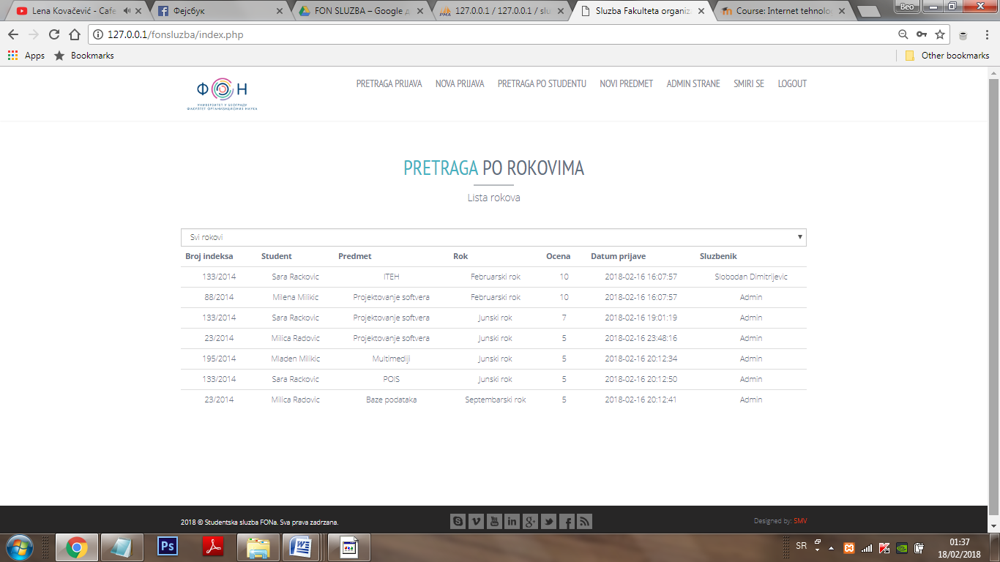 Lena Kovačević - Cafe
Фејсбук
FON SLUZBA – Google д
PMA 127.0.0.1 / 127.0.0.1 / slu
Sluzba Fakulteta organiza
Course: Internet tehnolo
Beo
127.0.0.1/fonsluzba/index.php
Apps Bookmarks Other bookmarks
Ф Н
УНИВЕРЗИТЕТ У БЕОГРАДУ
ФАКУЛТЕТ ОРГАНИЗАЦИОНИХ НАУКА
PRETRAGA PRIJAVA NOVA PRIJAVA PRETRAGA PO STUDENTU NOVI PREDMET ADMIN STRANE SMIRI SE LOGOUT
PRETRAGA PO ROKOVIMA
Lista rokova
Svi rokovi
Broj indeksa Student Predmet Rok Ocena Datum prijave Sluzbenik
133/2014 Sara Rackovic ITEH Februarski rok 10 2018-02-16 16:07:57 Slobodan Dimitrijevic
88/2014 Milena Milikic Projektovanje softvera Februarski rok 10 2018-02-16 16:07:57 Admin
133/2014 Sara Rackovic Projektovanje softvera Junski rok 7 2018-02-16 19:01:19 Admin
23/2014 Milica Radovic Projektovanje softvera Junski rok 5 2018-02-16 23:48:16 Admin
195/2014 Mladen Milikic Multimediji Junski rok 5 2018-02-16 20:12:34 Admin
133/2014 Sara Rackovic POIS Junski rok 5 2018-02-16 20:12:50 Admin
23/2014 Milica Radovic Baze podataka Septembarski rok 5 2018-02-16 20:12:41 Admin
2018 © Studentska sluzba FONa. Sva prava zadrzana.
You Tube
in
g+
f
Designed by: SMV
Ps
W
SR
01:37
18/02/2018